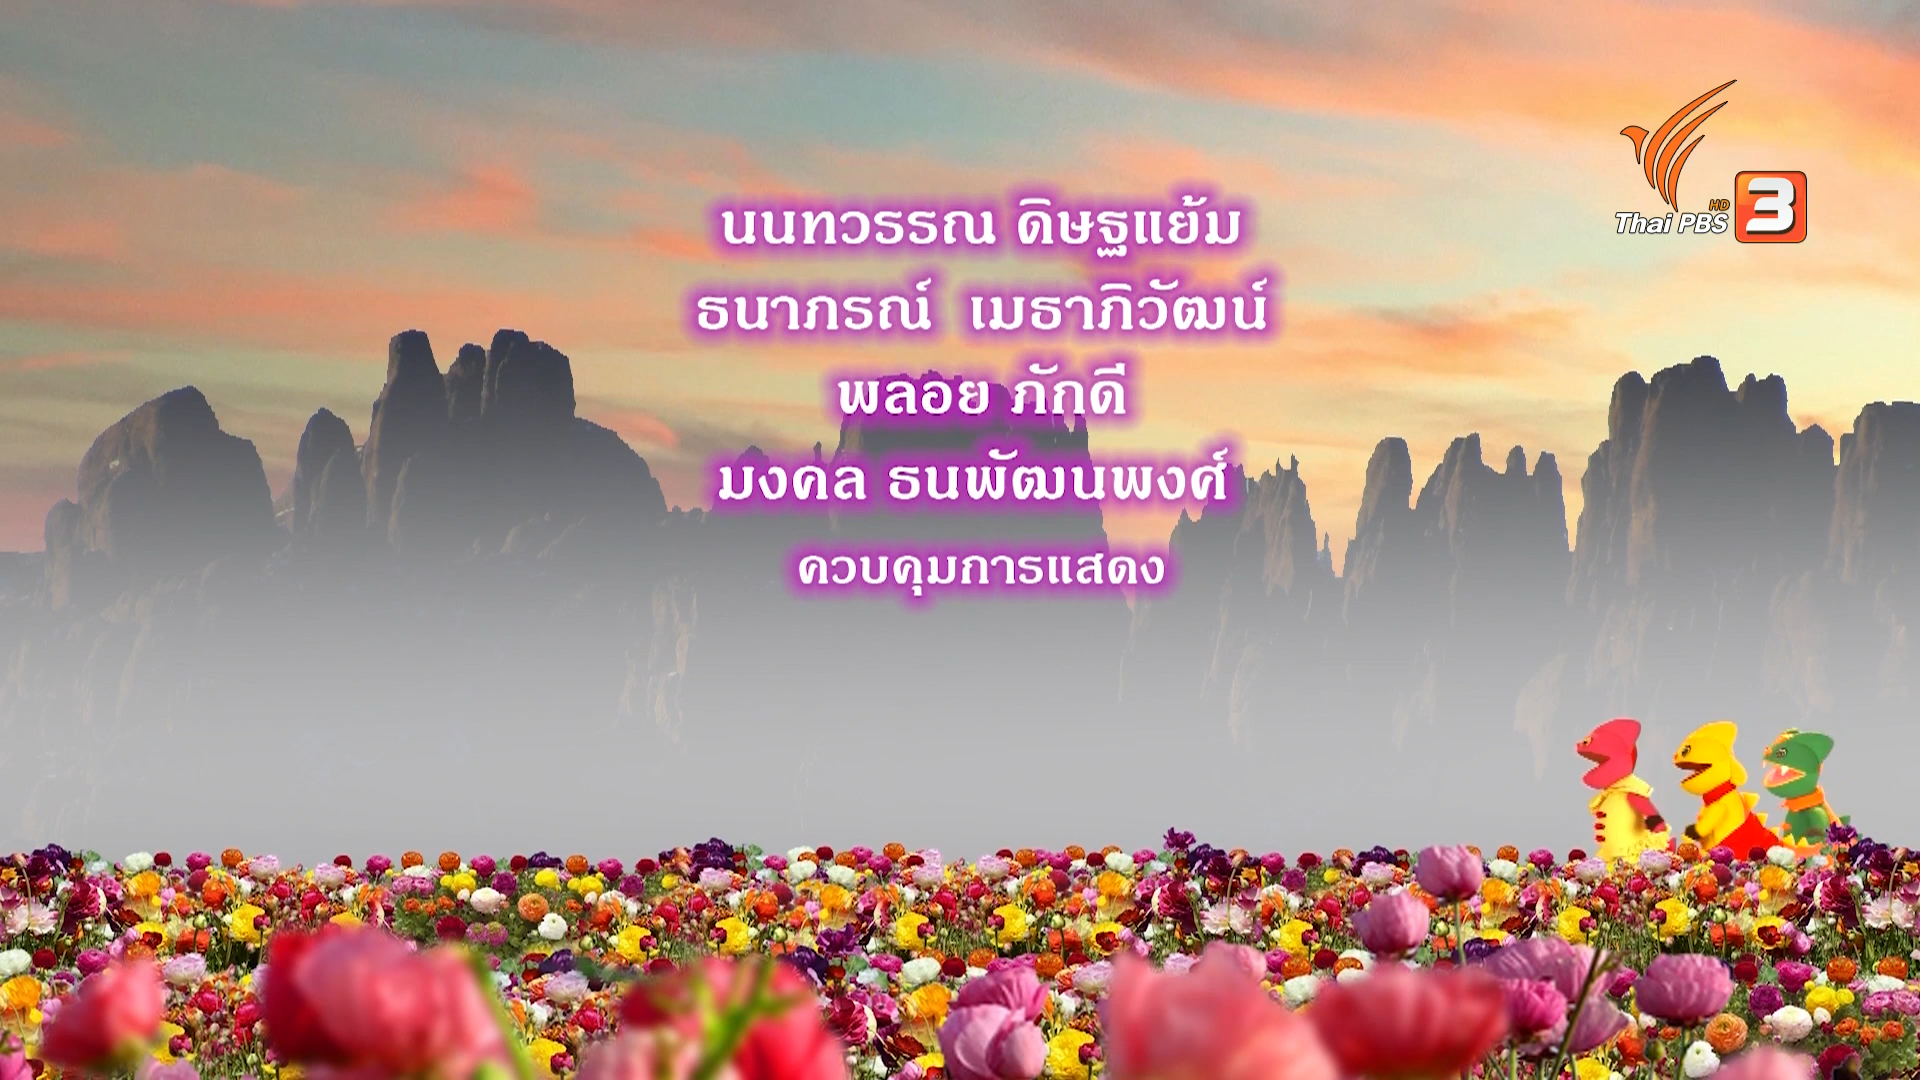 นนทวรรณ ดิษฐแย้ม
ธนาภรณ์ เมธาภิวัฒน์
พลอย ภักดี
มงคล ธนพัฒนพงศ์
ควบคุมการแสดง
HD
Thai PBS 3